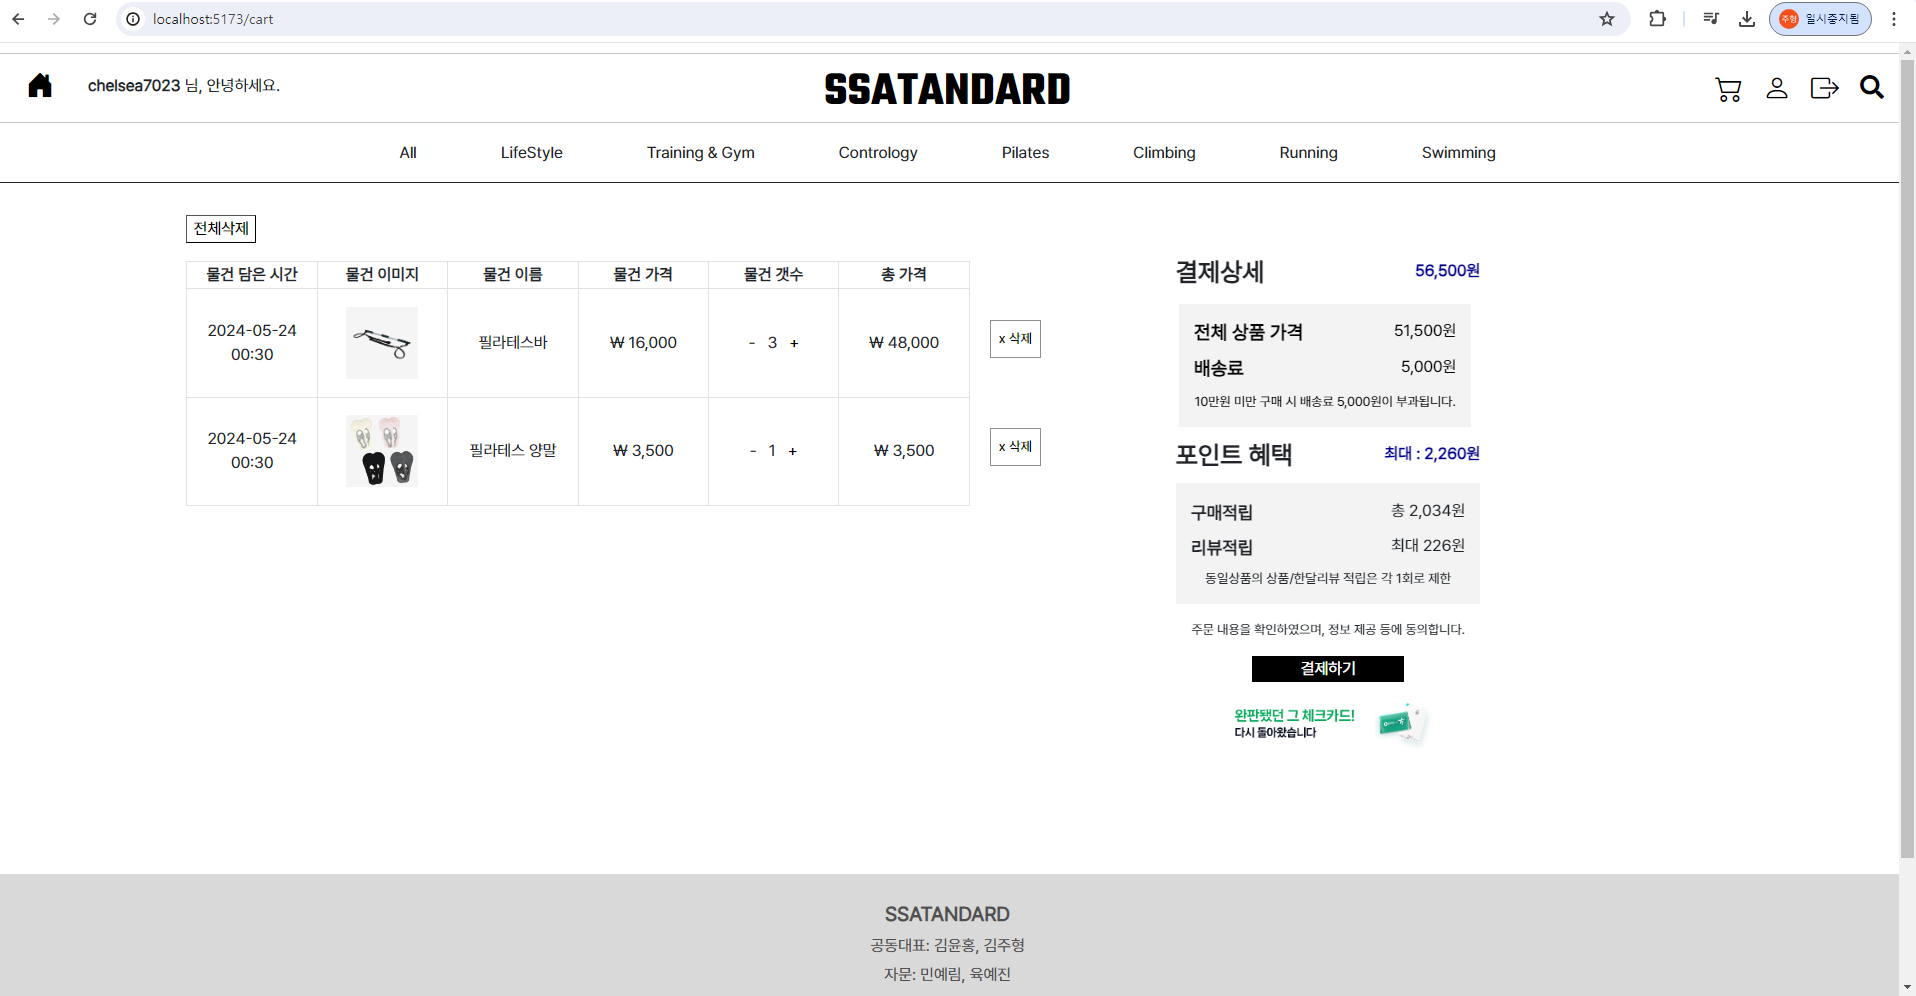 localhost:5173/cart
주형 일시중지됨
chelsea7023 님, 안녕하세요.
SSATANDARD
All LifeStyle Training & Gym Contrology Pilates Climbing Running Swimming
전체삭제
물건 담은 시간 물건 이미지 물건 이름 물건 가격 물건 갯수 총 가격
2024-05-24
00:30
필라테스바 ₩ 16,000 - 3 + ₩ 48,000 x 삭제
2024-05-24
00:30
필라테스 양말 ₩ 3,500 - 1 + ₩ 3,500 x 삭제
결제상세 56,500원
전체 상품 가격 51,500원
배송료 5,000원
10만원 미만 구매 시 배송료 5,000원이 부과됩니다.
포인트 혜택 최대 : 2,260원
구매적립 총 2,034원
리뷰적립 최대 226원
동일상품의 상품/한달리뷰 적립은 각 1회로 제한
주문 내용을 확인하였으며, 정보 제공 등에 동의합니다.
결제하기
완판됐던 그 체크카드!
다시 돌아왔습니다
SSATANDARD
공동대표: 김윤홍, 김주형
자문: 민예림, 육예진